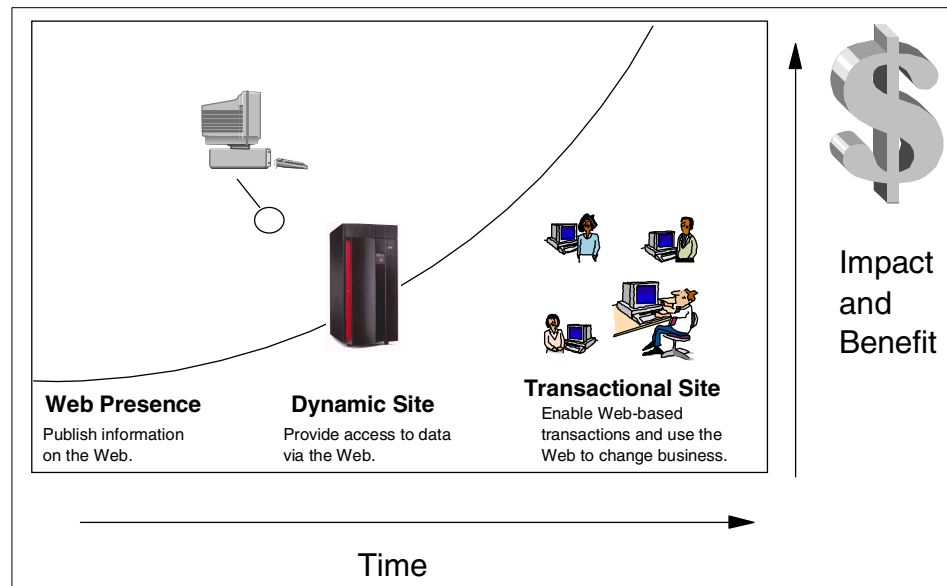 Web Presence
Publish information
on the Web.
Dynamic Site
Provide access to data
via the Web.
Transactional Site
Enable Web-based
transactions and use the
Web to change business.
$
Impact
and
Benefit
Time